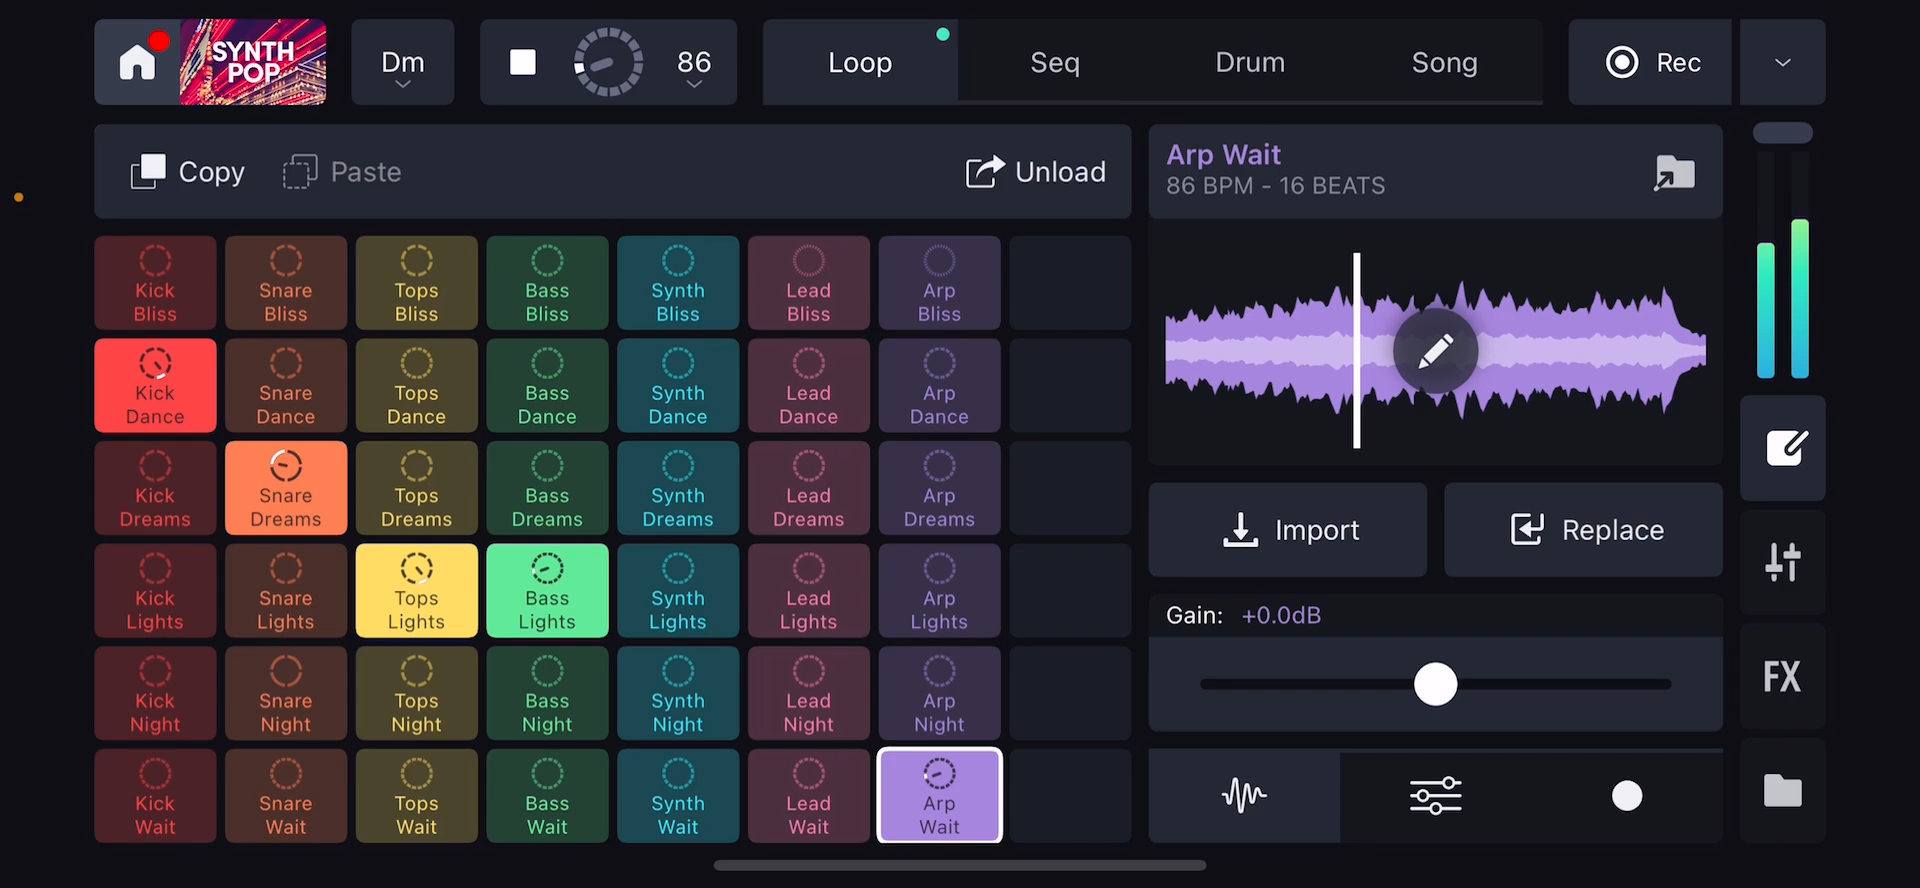 SYNTH
POP
Dm
86
Loop
Seq
Drum
Song
Rec
Copy
Paste
Unload
Arp Wait
86 BPM - 16 BEATS
Kick
Bliss
Snare
Bliss
Tops
Bliss
Bass
Bliss
Synth
Bliss
Lead
Bliss
Arp
Bliss
Kick
Dance
Snare
Dance
Tops
Dance
Bass
Dance
Synth
Dance
Lead
Dance
Arp
Dance
Kick
Dreams
Snare
Dreams
Tops
Dreams
Bass
Dreams
Synth
Dreams
Lead
Dreams
Arp
Dreams
Kick
Lights
Snare
Lights
Tops
Lights
Bass
Lights
Synth
Lights
Lead
Lights
Arp
Lights
Kick
Night
Snare
Night
Tops
Night
Bass
Night
Synth
Night
Lead
Night
Arp
Night
Kick
Wait
Snare
Wait
Tops
Wait
Bass
Wait
Synth
Wait
Lead
Wait
Arp
Wait
Import
Replace
Gain: +0.0dB
FX